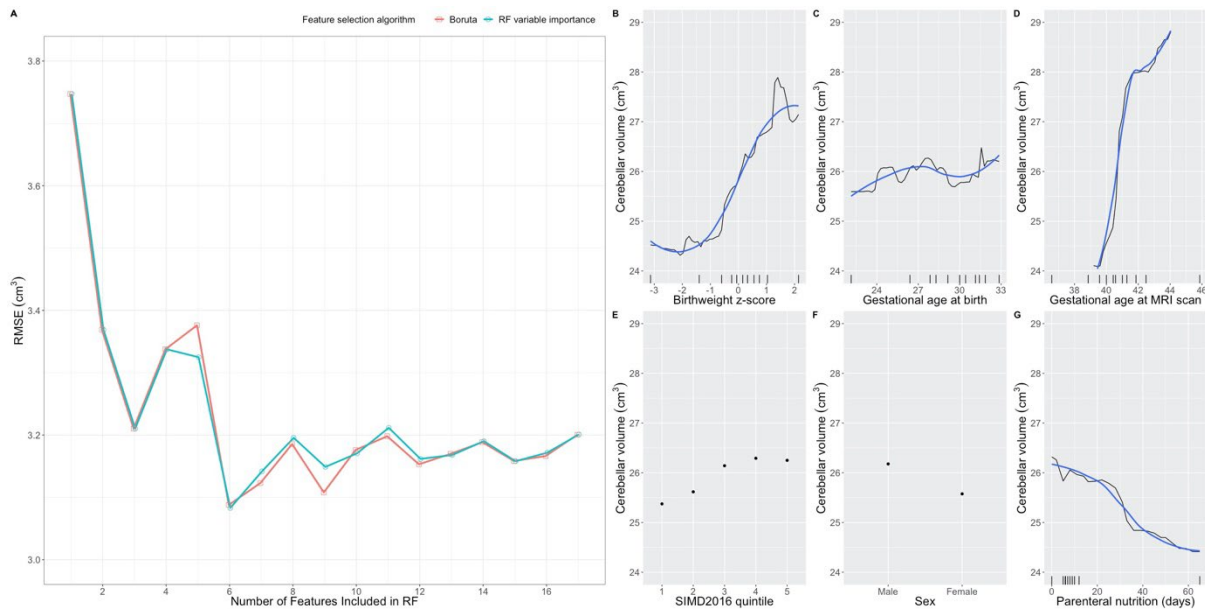 A
Feature selection algorithm Boruta RF variable importance
3.8
3.6
3.4
3.2
3.0
RMSE (cm³)
2 4 6 8 10 12 14 16
Number of Features Included in RF
B
29
28
27
26
25
24
Cerebellar volume (cm³)
-3 -2 -1 0 1 2
Birthweight z-score
C
29
28
27
26
25
24
Cerebellar volume (cm³)
24 27 30 33
Gestational age at birth
D
29
28
27
26
25
24
Cerebellar volume (cm³)
36 38 40 42 44 46
Gestational age at MRI scan
E
29
28
27
26
25
24
Cerebellar volume (cm³)
1 2 3 4 5
SIMD2016 quintile
F
29
28
27
26
25
24
Cerebellar volume (cm³)
Male Female
Sex
G
29
28
27
26
25
24
Cerebellar volume (cm³)
0 20 40 60
Parentenal nutrition (days)